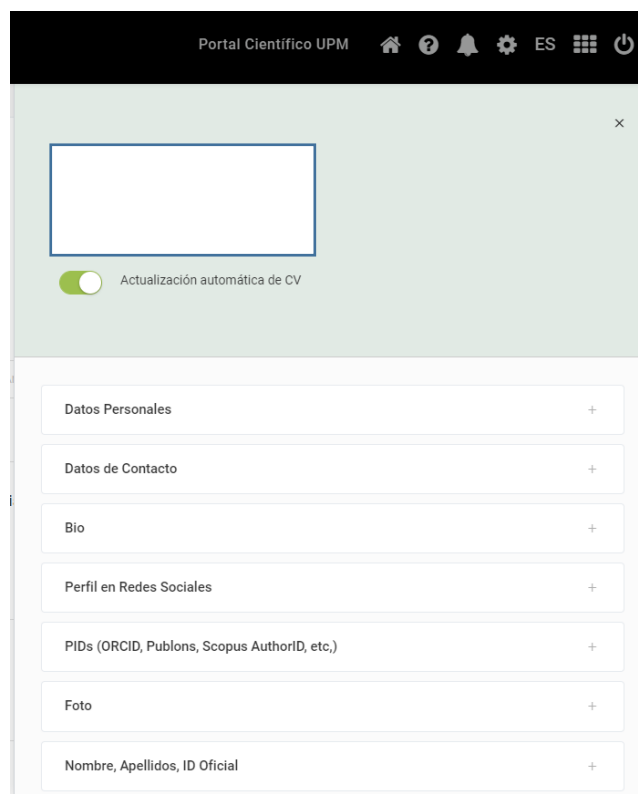 Portal Científico UPM ES
Actualización automática de CV
Datos Personales
Datos de Contacto
Bio
Perfil en Redes Sociales
PIDs (ORCID, Publons, Scopus AuthorID, etc,)
Foto
Nombre, Apellidos, ID Oficial